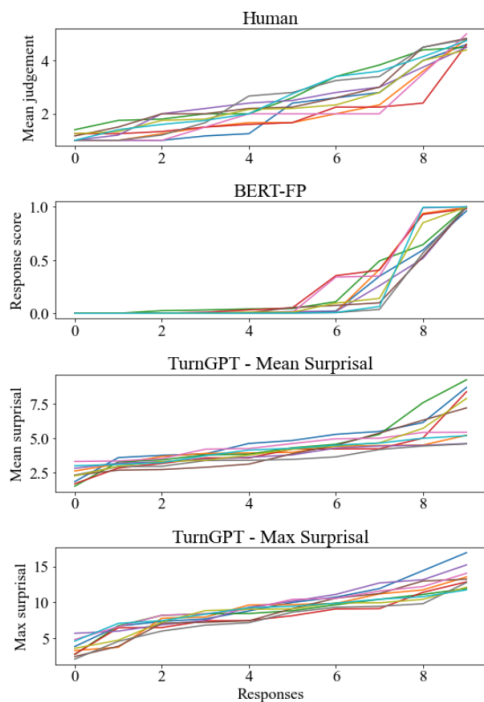 Human
Mean judgement
4
2
0 2 4 6 8
BERT-FP
Response score
1.0
0.5
0.0
0 2 4 6 8
TurnGPT - Mean Surprisal
Mean surprisal
7.5
5.0
2.5
0 2 4 6 8
TurnGPT - Max Surprisal
Max surprisal
15
10
5
0 2 4 6 8
Responses